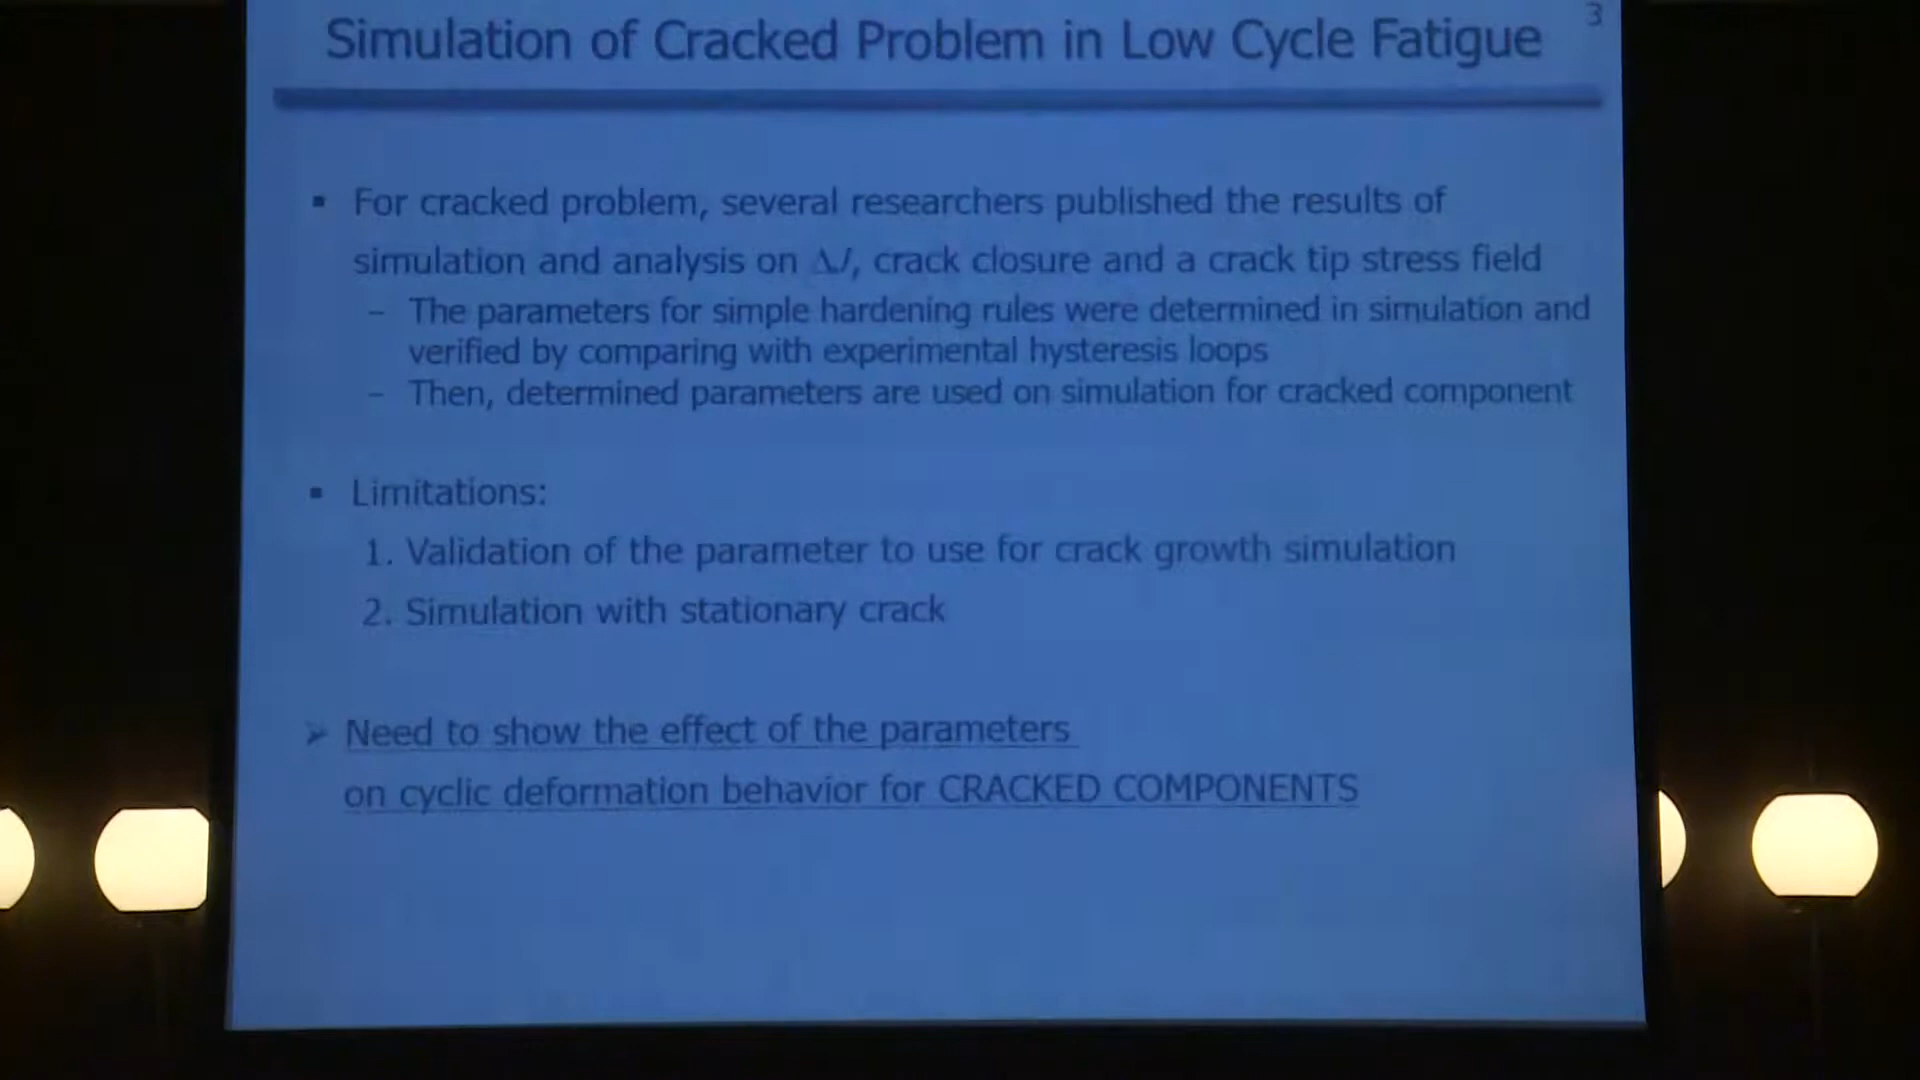 3
Simulation of Cracked Problem in Low Cycle Fatigue
▪ For cracked problem, several researchers published the results of
simulation and analysis on ΔJ, crack closure and a crack tip stress field
– The parameters for simple hardening rules were determined in simulation and
verified by comparing with experimental hysteresis loops
– Then, determined parameters are used on simulation for cracked component
▪ Limitations:
1. Validation of the parameter to use for crack growth simulation
2. Simulation with stationary crack
➢ Need to show the effect of the parameters
on cyclic deformation behavior for CRACKED COMPONENTS